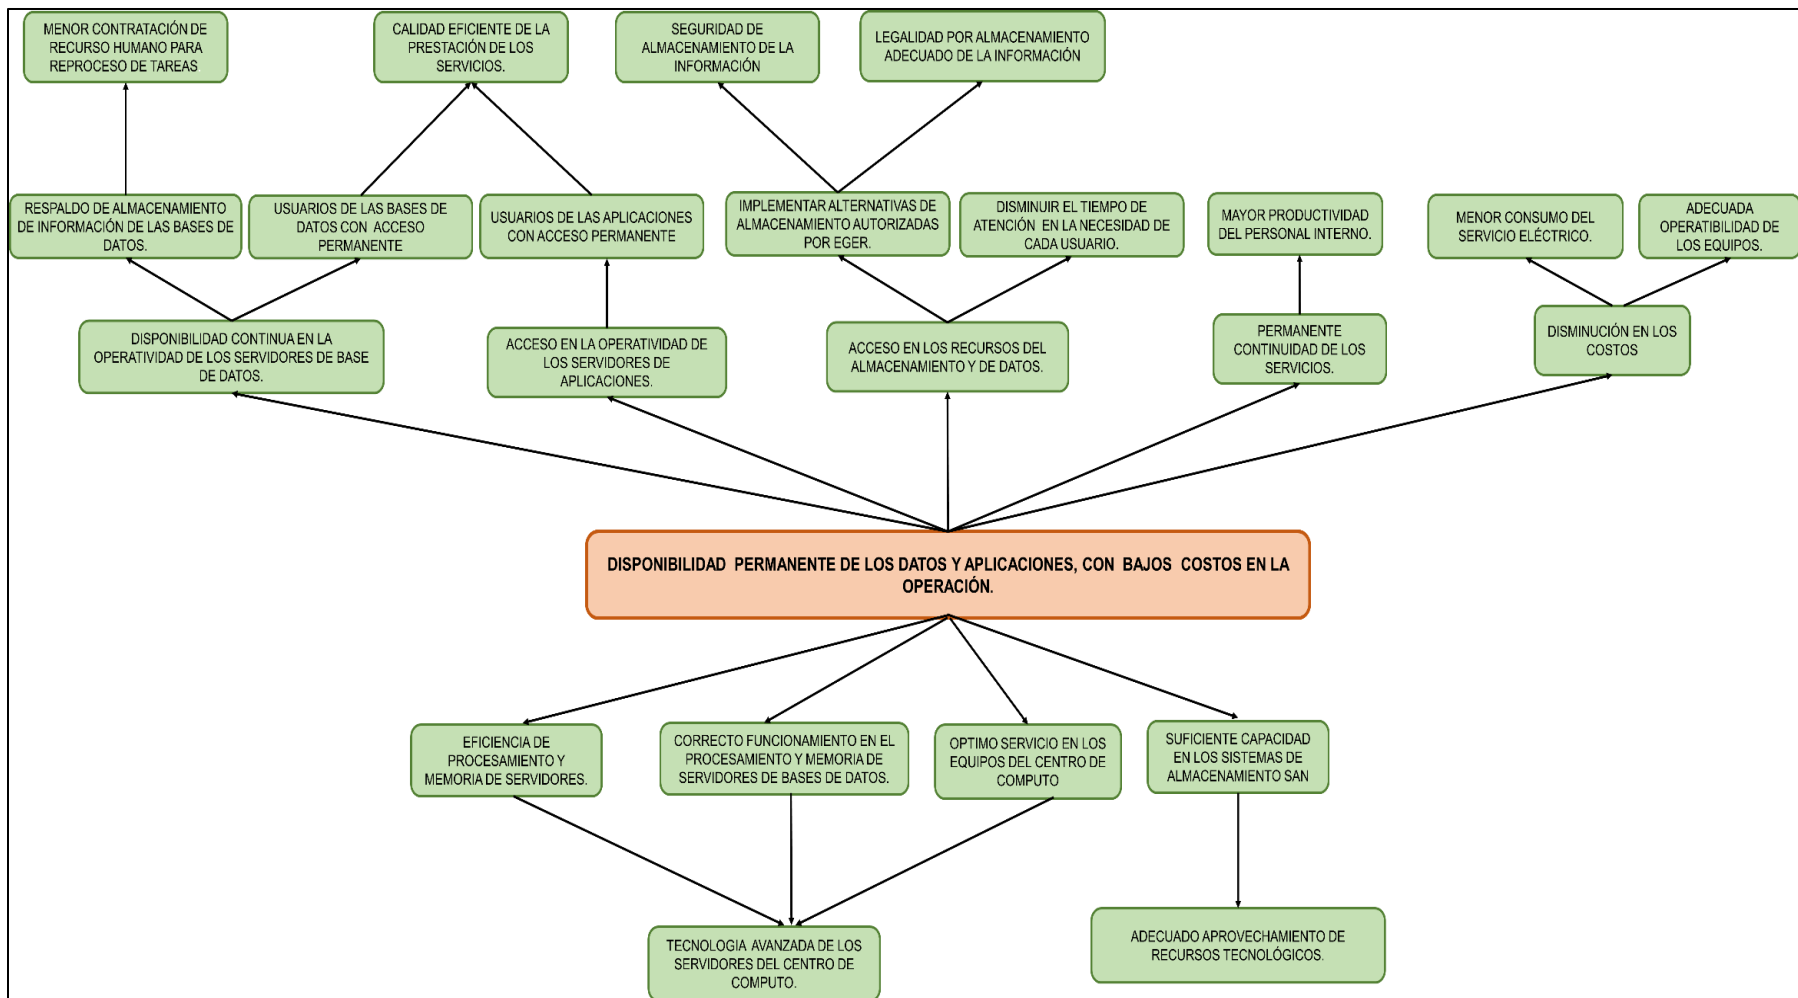 MENOR CONTRATACIÓN DE
RECURSO HUMANO PARA
REPROCESO DE TAREAS
CALIDAD EFICIENTE DE LA
PRESTACIÓN DE LOS
SERVICIOS.
SEGURIDAD DE
ALMACENAMIENTO DE LA
INFORMACIÓN
LEGALIDAD POR ALMACENAMIENTO
ADECUADO DE LA INFORMACIÓN
RESPALDO DE ALMACENAMIENTO
DE INFORMACIÓN DE LAS BASES DE
DATOS.
USUARIOS DE LAS BASES DE
DATOS CON ACCESO
PERMANENTE
USUARIOS DE LAS APLICACIONES
CON ACCESO PERMANENTE
IMPLEMENTAR ALTERNATIVAS DE
ALMACENAMIENTO AUTORIZADAS
POR EGER.
DISMINUIR EL TIEMPO DE
ATENCIÓN EN LA NECESIDAD DE
CADA USUARIO.
MAYOR PRODUCTIVIDAD
DEL PERSONAL INTERNO.
MENOR CONSUMO DEL
SERVICIO ELÉCTRICO.
ADECUADA
OPERATIBILIDAD DE
LOS EQUIPOS.
DISPONIBILIDAD CONTINUA EN LA
OPERATIVIDAD DE LOS SERVIDORES DE BASE
DE DATOS.
ACCESO EN LA OPERATIVIDAD DE
LOS SERVIDORES DE
APLICACIONES.
ACCESO EN LOS RECURSOS DEL
ALMACENAMIENTO Y DE DATOS.
PERMANENTE
CONTINUIDAD DE LOS
SERVICIOS.
DISMINUCIÓN EN LOS
COSTOS
DISPONIBILIDAD PERMANENTE DE LOS DATOS Y APLICACIONES, CON BAJOS COSTOS EN LA
OPERACIÓN.
EFICIENCIA DE
PROCESAMIENTO Y
MEMORIA DE SERVIDORES.
CORRECTO FUNCIONAMIENTO EN EL
PROCESAMIENTO Y MEMORIA DE
SERVIDORES DE BASES DE DATOS.
OPTIMO SERVICIO EN LOS
EQUIPOS DEL CENTRO DE
COMPUTO
SUFICIENTE CAPACIDAD
EN LOS SISTEMAS DE
ALMACENAMIENTO SAN
TECNOLOGIA AVANZADA DE LOS
SERVIDORES DEL CENTRO DE
COMPUTO.
ADECUADO APROVECHAMIENTO DE
RECURSOS TECNOLÓGICOS.